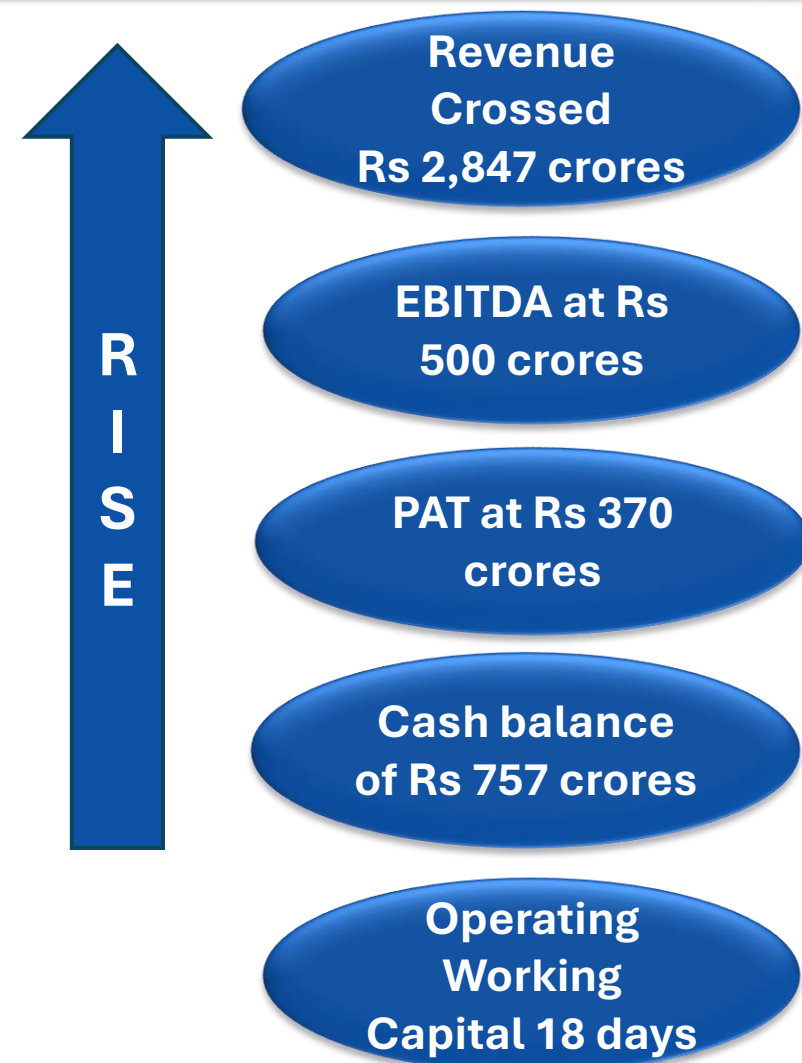 R
I
S
E
Revenue
Crossed
Rs 2,847 crores
EBITDA at Rs
500 crores
PAT at Rs 370
crores
Cash balance
of Rs 757 crores
Operating
Working
Capital 18 days